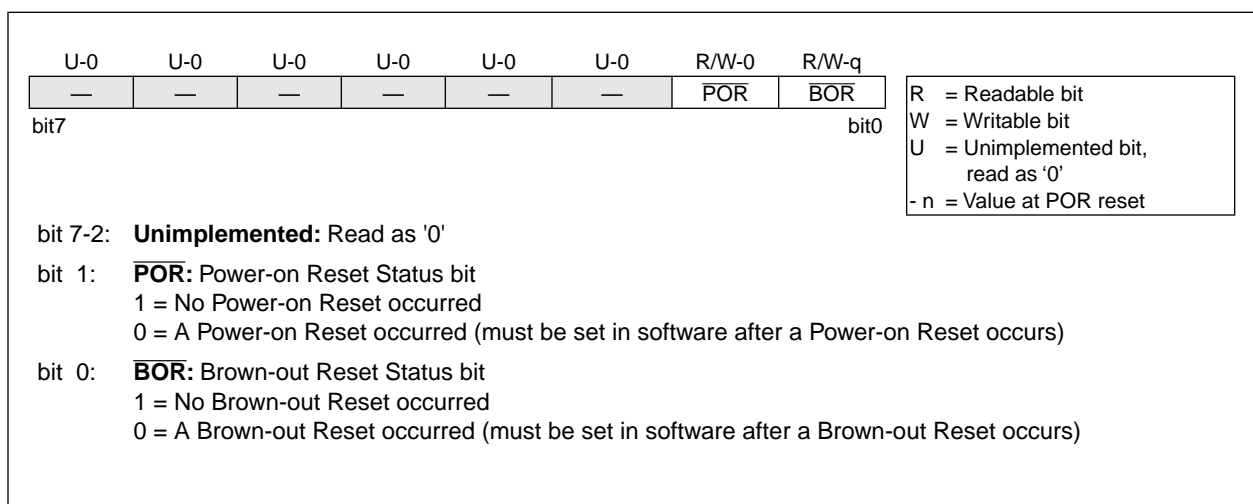 U-0 U-0 U-0 U-0 U-0 U-0 R/W-0 R/W-q
— — — — — — P̅O̅R̅ B̅O̅R̅
bit7 bit0
R = Readable bit
W = Writable bit
U = Unimplemented bit,
read as ‘0’
- n = Value at POR reset
bit 7-2: Unimplemented: Read as '0'
bit 1: P̅O̅R̅: Power-on Reset Status bit
1 = No Power-on Reset occurred
0 = A Power-on Reset occurred (must be set in software after a Power-on Reset occurs)
bit 0: B̅O̅R̅: Brown-out Reset Status bit
1 = No Brown-out Reset occurred
0 = A Brown-out Reset occurred (must be set in software after a Brown-out Reset occurs)